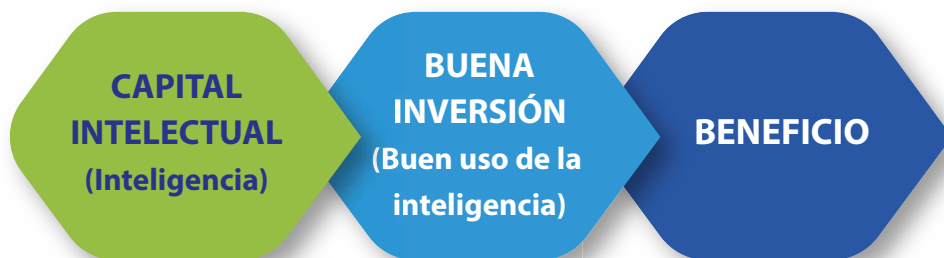 CAPITAL
INTELECTUAL
(Inteligencia)
BUENA
INVERSIÓN
(Buen uso de la
inteligencia)
BENEFICIO